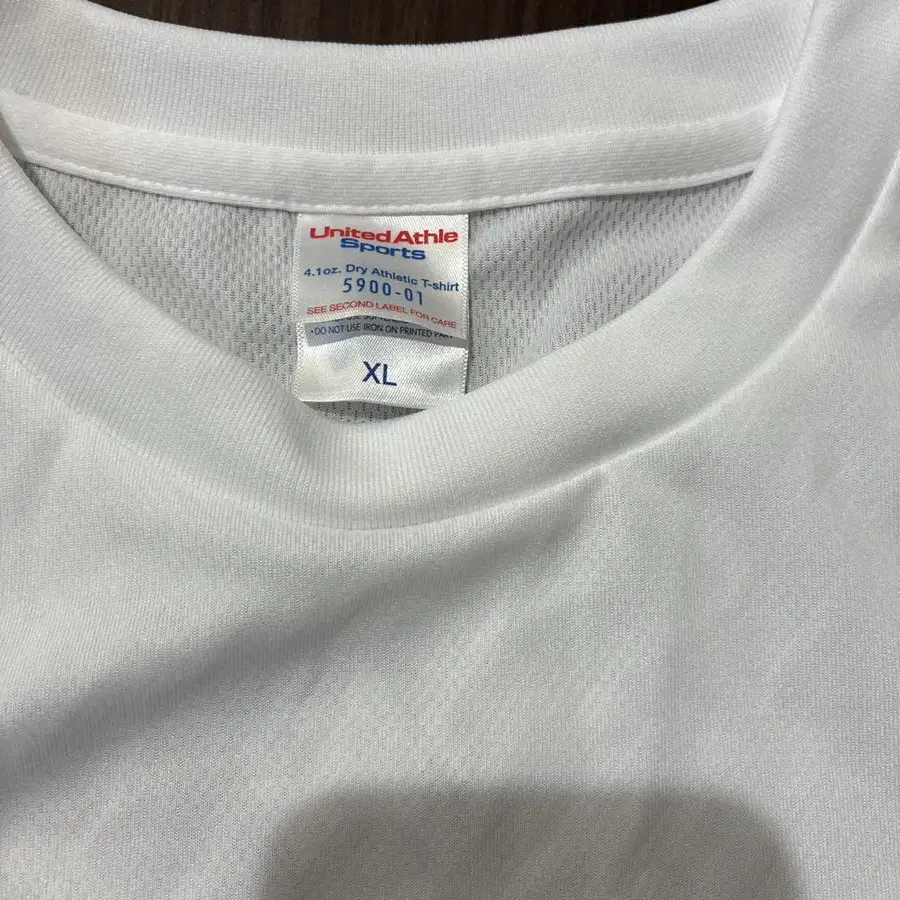 United Athle
Sports
4.1oz. Dry Athletic T-shirt
5900-01
SEE SECOND LABEL FOR CARE
*DO NOT USE IRON ON PRINTED PART
XL